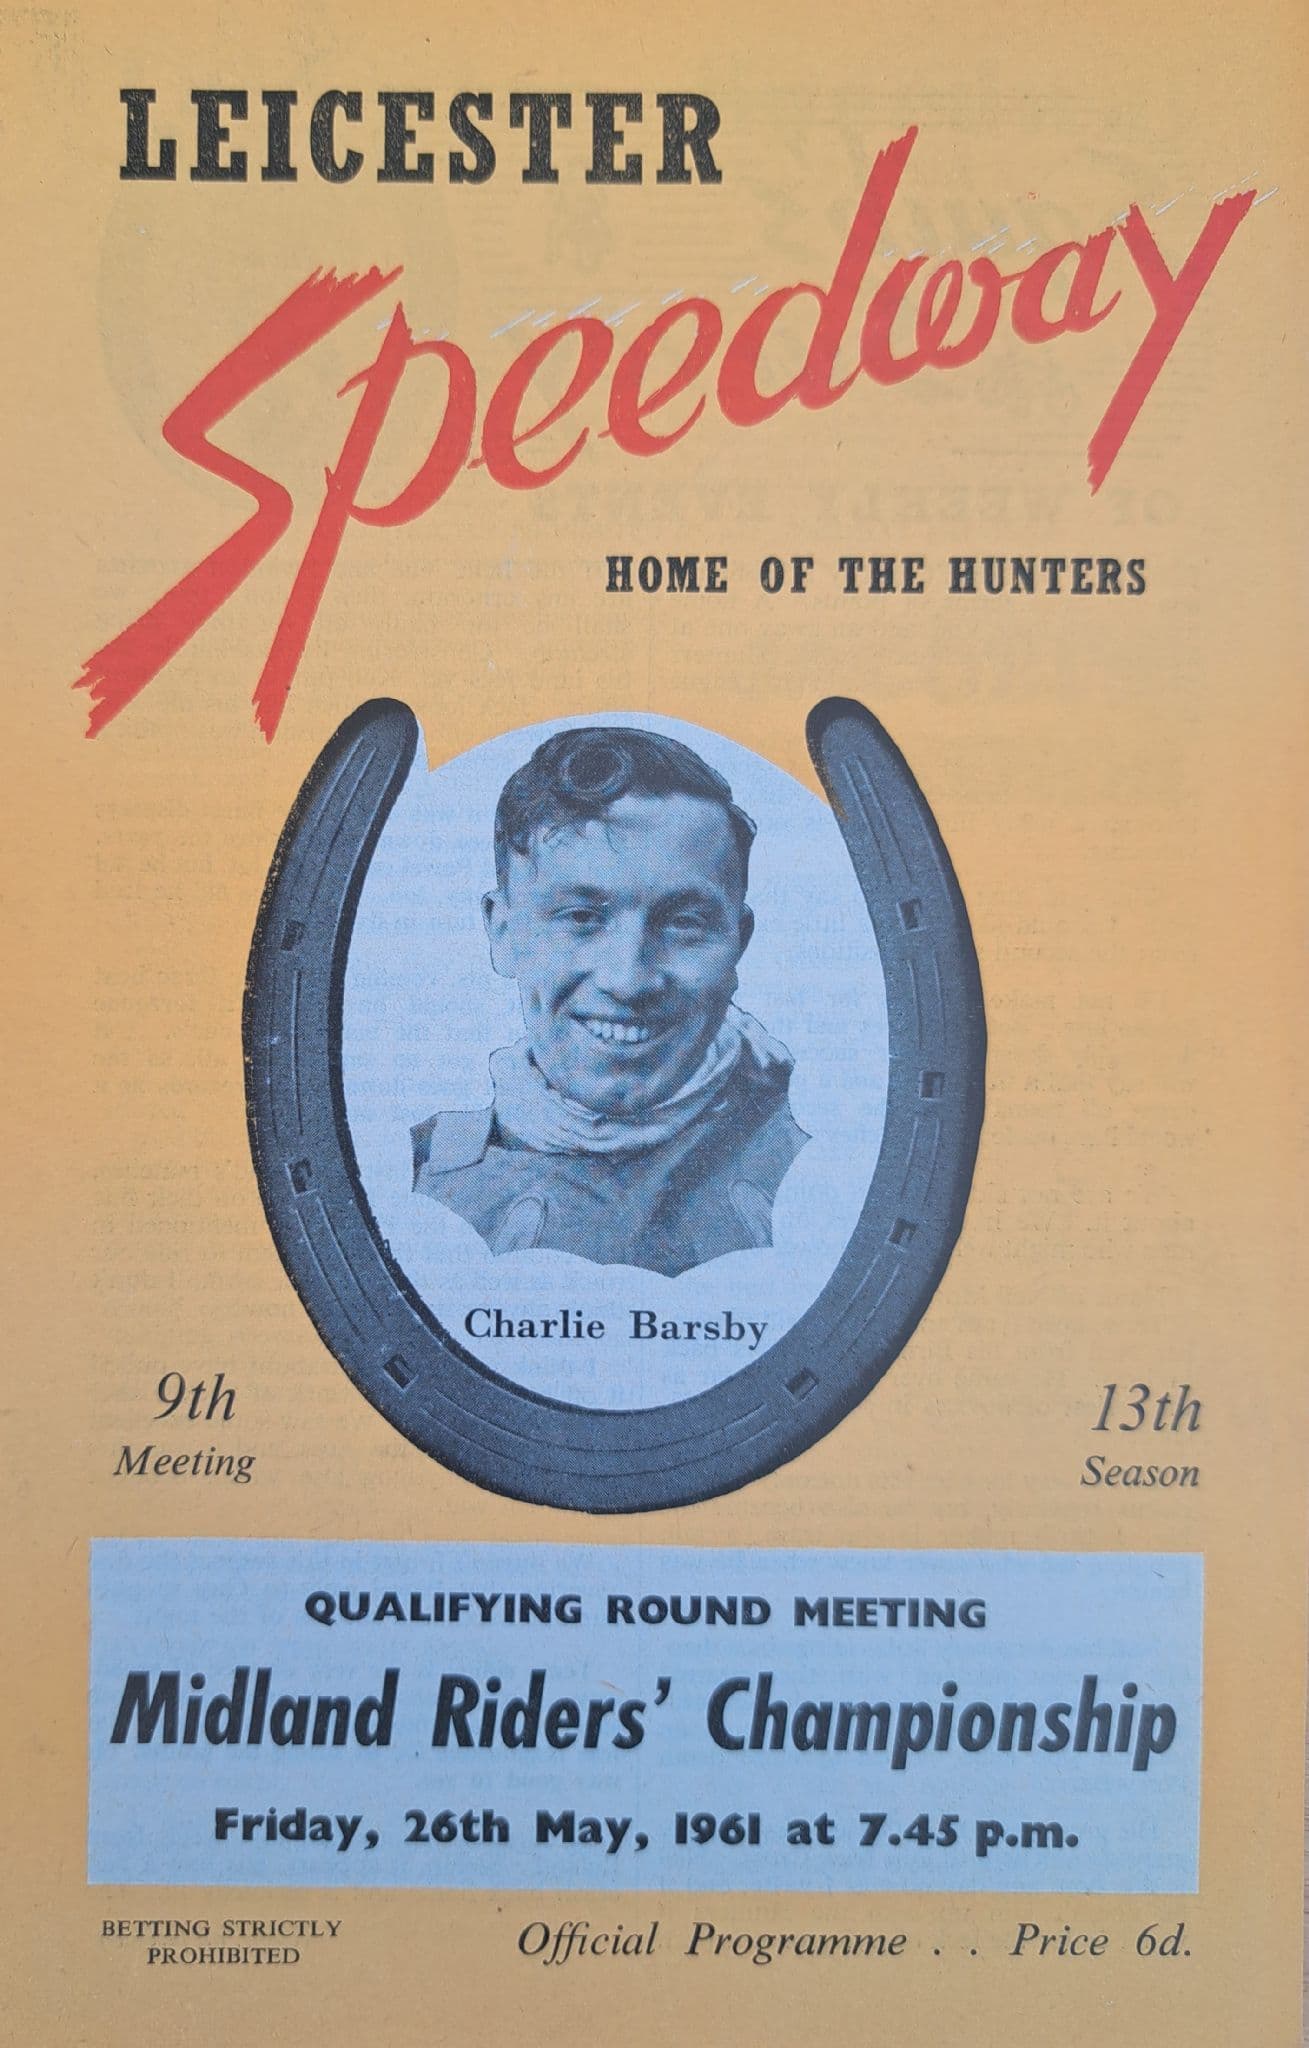 LEICESTER
Speedway
HOME OF THE HUNTERS
Charlie Barsby
9th
Meeting
13th
Season
QUALIFYING ROUND MEETING
Midland Riders' Championship
Friday, 26th May, 1961 at 7.45 p.m.
BETTING STRICTLY
PROHIBITED
Official Programme . . Price 6d.